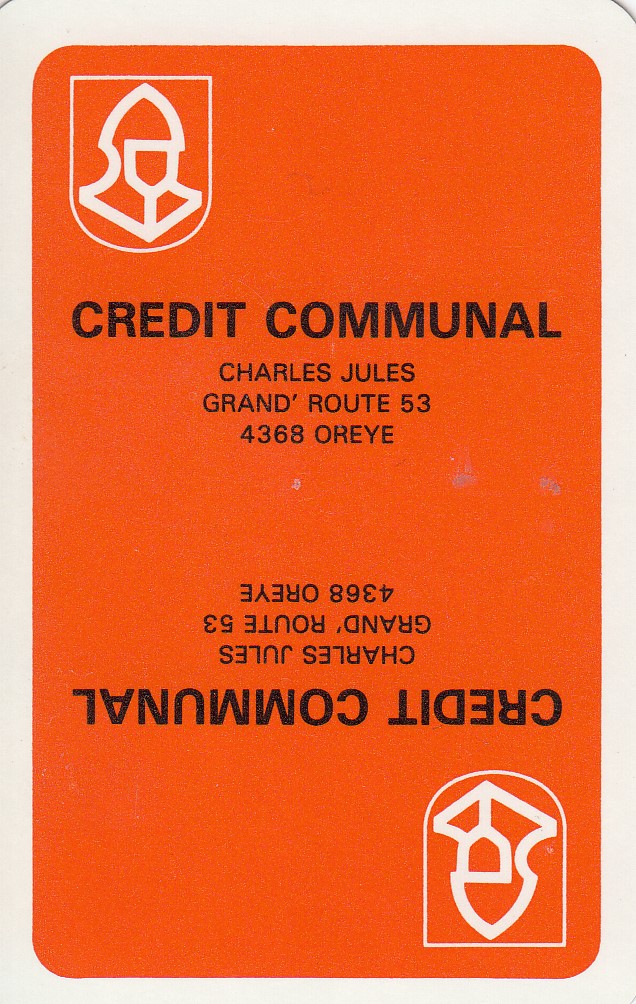 CREDIT COMMUNAL
CHARLES JULES
GRAND' ROUTE 53
4368 OREYE
CREDIT COMMUNAL
CHARLES JULES
GRAND' ROUTE 53
4368 OREYE